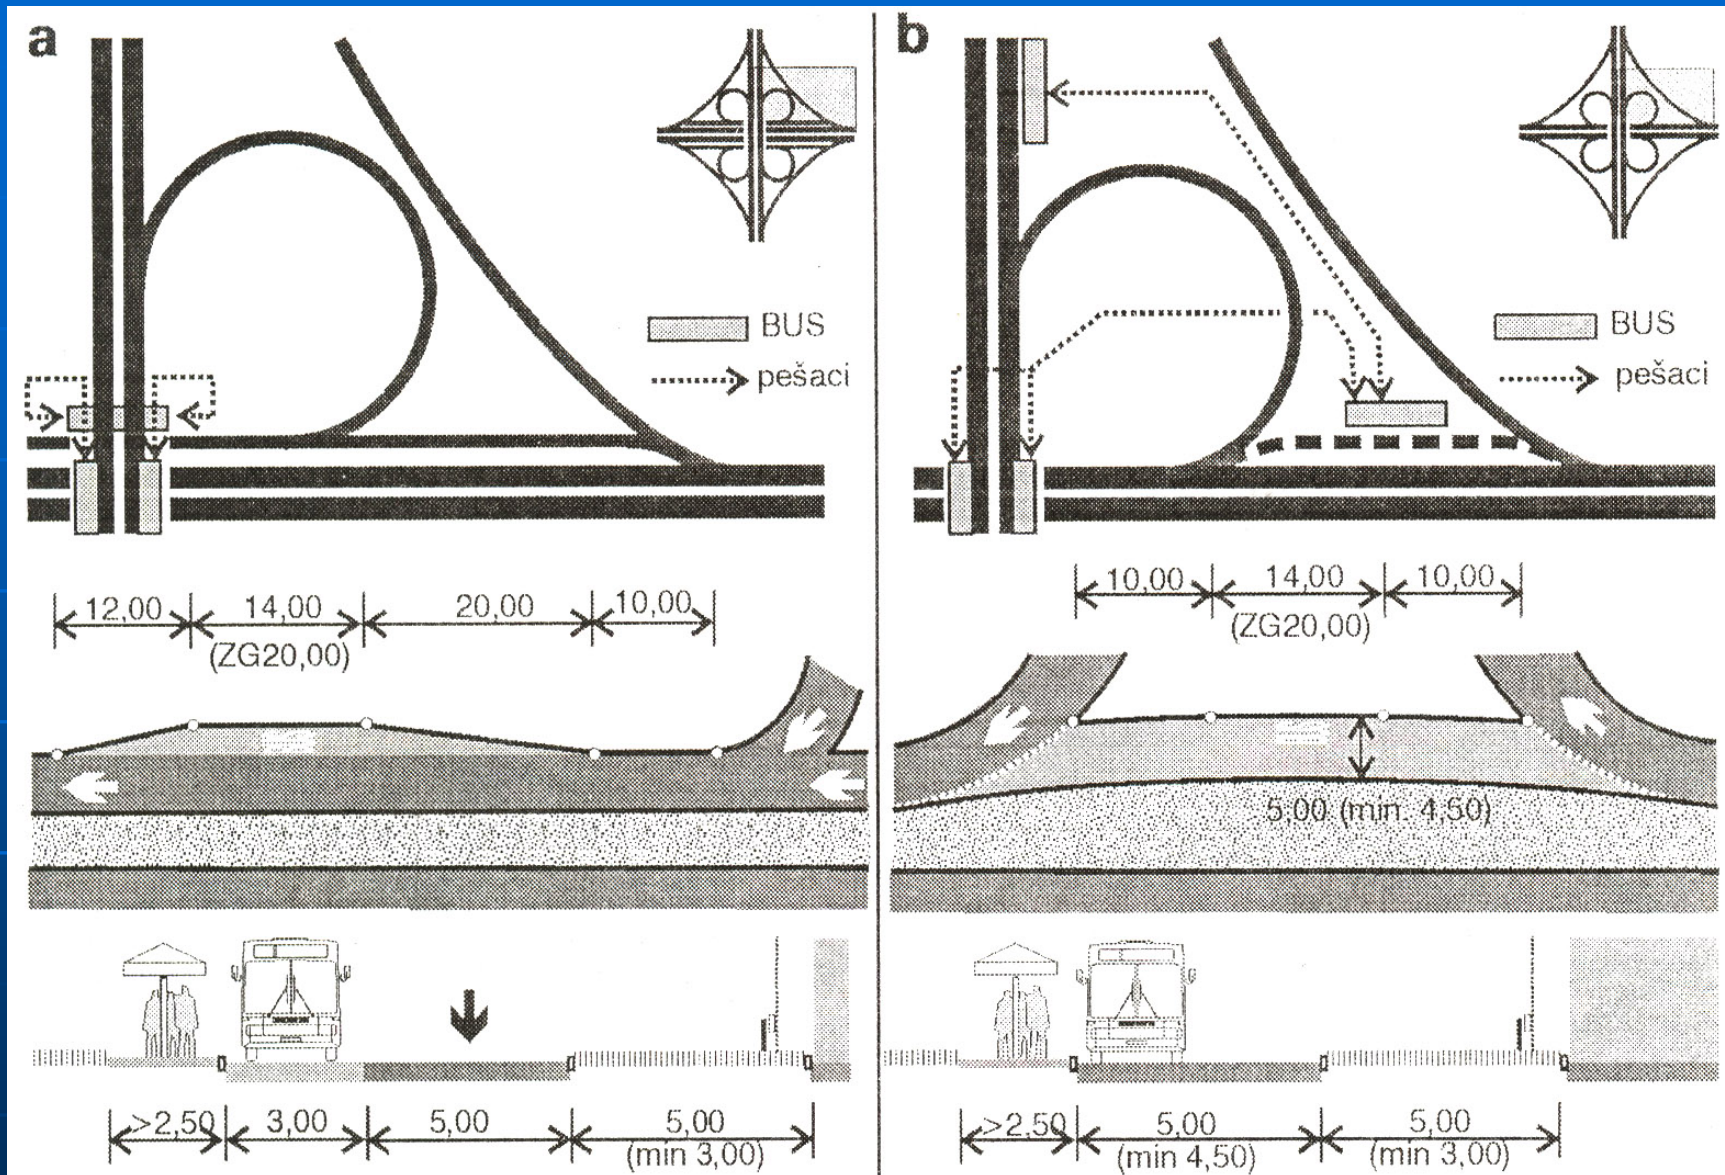 a
BUS
pešaci
12,00 14,00 20,00 10,00
(ZG20,00)
>2,50 3,00 5,00 5,00
(min 3,00)
b
BUS
pešaci
10,00 14,00 10,00
(ZG20,00)
5,00 (min. 4,50)
>2,50 5,00 5,00
(min 4,50) (min 3,00)